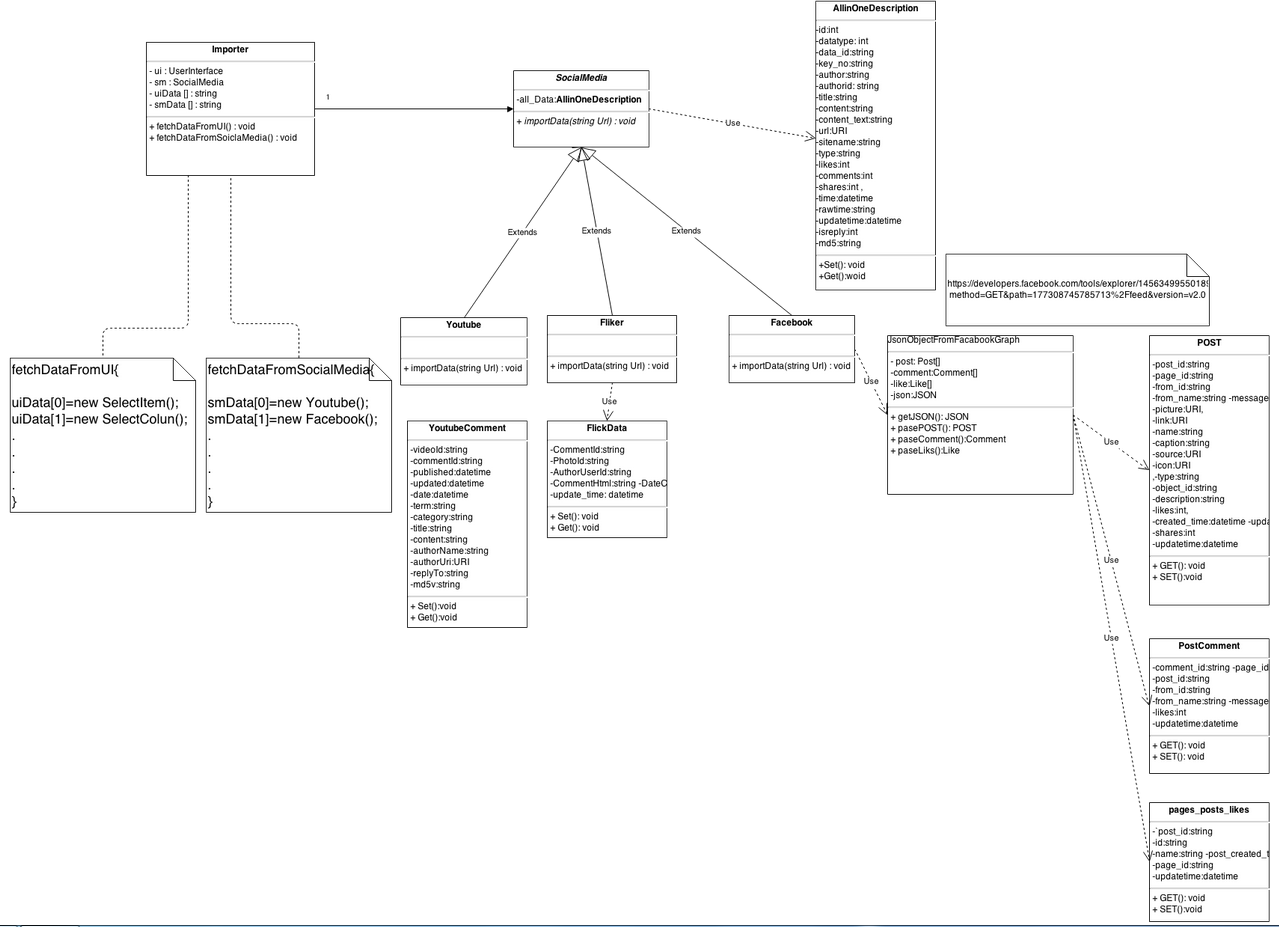 AllinOneDescription
-id:int
-datatype: int
-data_id:string
-key_no:string
-author:string
-authorid: string
-title:string
-content:string
-content_text:string
-url:URI
-sitename:string
-type:string
-likes:int
-comments:int
-shares:int ,
-time:datetime
-rawtime:string
-updatetime:datetime
-isreply:int
-md5:string
+Set(): void
+Get():woid
Importer
- ui : UserInterface
- sm : SocialMedia
- uiData [] : string
- smData [] : string
+ fetchDataFromUI() : void
+ fetchDataFromSoiclaMedia() : void
1
SocialMedia
-all_Data:AllinOneDescription
+ importData(string Url) : void
Use
Extends
Extends
Extends
https://developers.facebook.com/tools/explorer/14563499550189
method=GET&path=177308745785713%2Ffeed&version=v2.0
Youtube
+ importData(string Url) : void
Fliker
+ importData(string Url) : void
Facebook
+ importData(string Url) : void
Use
Use
JsonObjectFromFacabookGraph
- post: Post[]
-comment:Comment[]
-like:Like[]
-json:JSON
+ getJSON(): JSON
+ pasePOST(): POST
+ paseComment():Comment
+ paseLiks():Like
Use
Use
Use
POST
-post_id:string
-page_id:string
-from_id:string
-from_name:string -message
-picture:URI,
-link:URI
-name:string
-caption:string
-source:URI
-icon:URI
,-type:string
-object_id:string
-description:string
-likes:int,
-created_time:datetime -upda
-shares:int
-updatetime:datetime
+ GET(): void
+ SET():void
fetchDataFromUI{
uiData[0]=new SelectItem();
uiData[1]=new SelectColun();
.
.
.
.
}
fetchDataFromSocialMedia{
smData[0]=new Youtube();
smData[1]=new Facebook();
.
.
.
.
}
YoutubeComment
-videoId:string
-commentId:string
-published:datetime
-updated:datetime
-date:datetime
-term:string
-category:string
-title:string
-content:string
-authorName:string
-authorUri:URI
-replyTo:string
-md5v:string
+ Set():void
+ Get():void
FlickData
-CommentId:string
-PhotoId:string
-AuthorUserId:string
-CommentHtml:string -DateC
-update_time: datetime
+ Set(): void
+ Get(): void
PostComment
-comment_id:string -page_id
-post_id:string
-from_id:string
-from_name:string -message
-likes:int
-updatetime:datetime
+ GET(): void
+ SET(): void
pages_posts_likes
-`post_id:string
-id:string
-name:string -post_created_t
-page_id:string
-updatetime:datetime
+ GET(): void
+ SET():void